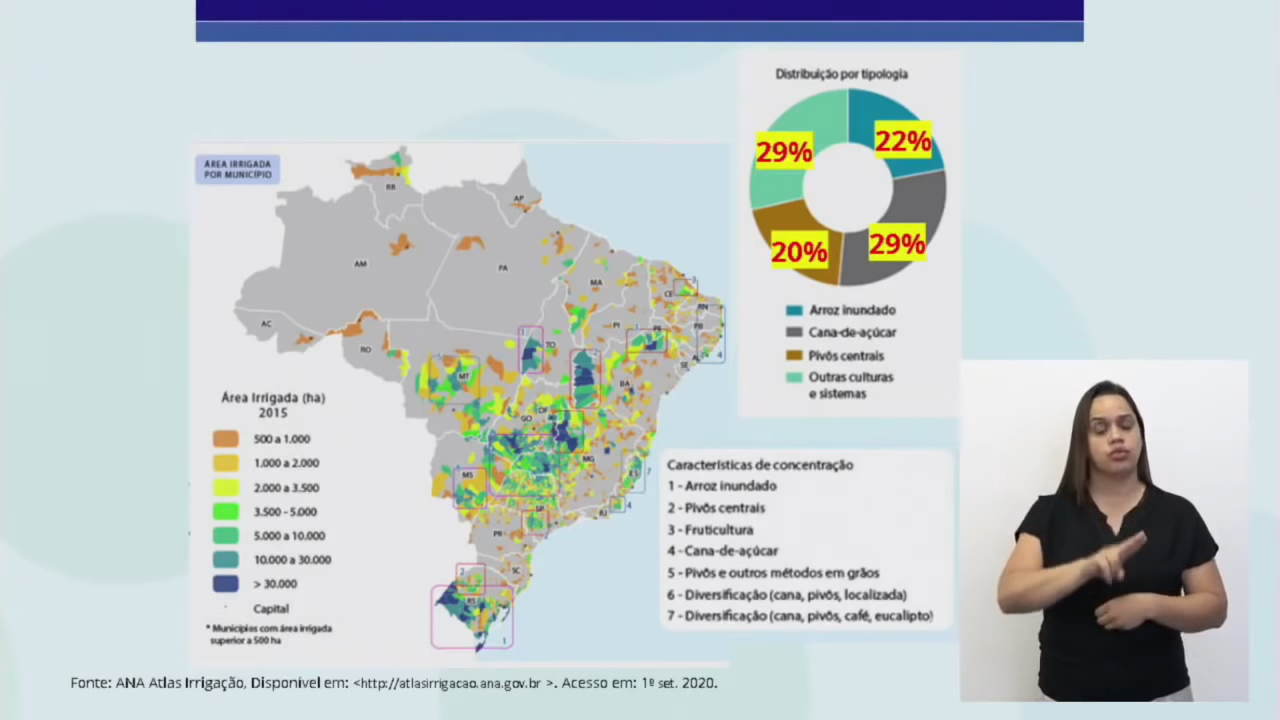 Distribuição por tipologia
29%
22%
20%
29%
Arroz inundado
Cana-de-açúcar
Pivôs centrais
Outras culturas
e sistemas
ÁREA IRRIGADA
POR MUNICÍPIO
RR
AP
AM
PA
MA
CE
RN
PB
PI
PE
AL
SE
AC
RO
TO
BA
MT
DF
GO
MG
ES
MS
SP
RJ
PR
SC
RS
Área Irrigada (ha)
2015
500 a 1.000
1.000 a 2.000
2.000 a 3.500
3.500 - 5.000
5.000 a 10.000
10.000 a 30.000
> 30.000
Capital
* Municípios com área irrigada
superior a 500 ha
Características de concentração
1 - Arroz inundado
2 - Pivôs centrais
3 - Fruticultura
4 - Cana-de-açúcar
5 - Pivôs e outros métodos em grãos
6 - Diversificação (cana, pivôs, localizada)
7 - Diversificação (cana, pivôs, café, eucalipto)
Fonte: ANA Atlas Irrigação, Disponível em: <http://atlasirrigacao.ana.gov.br >. Acesso em: 1º set. 2020.